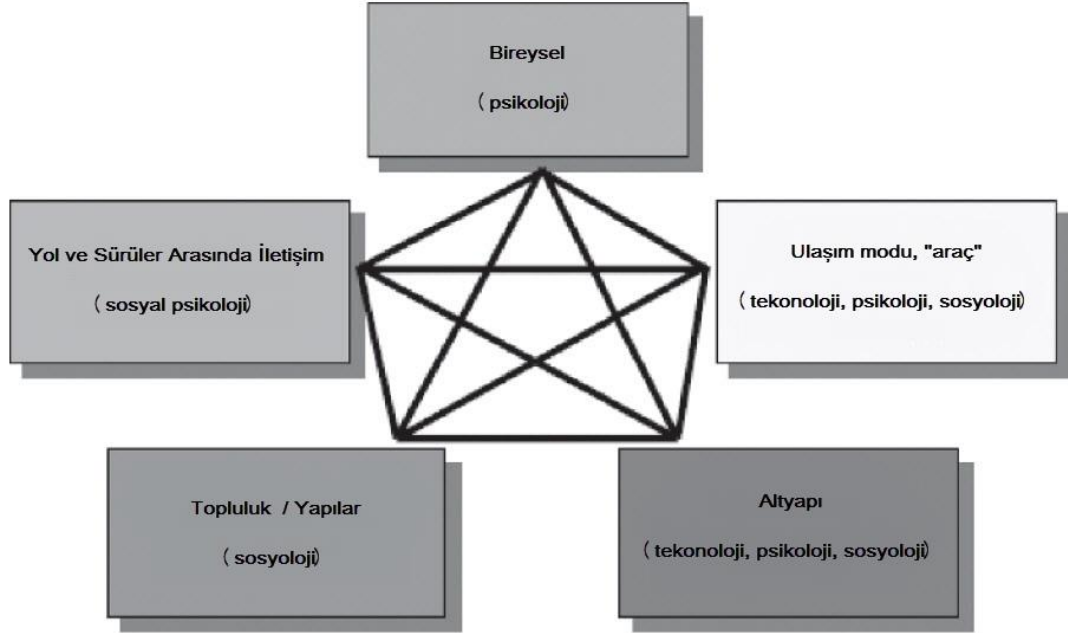 Bireysel
( psikoloji)
Yol ve Sürüler Arasında İletişim
( sosyal psikoloji)
Ulaşım modu, "araç"
( tekonoloji, psikoloji, sosyoloji)
Topluluk / Yapılar
( sosyoloji)
Altyapı
( tekonoloji, psikoloji, sosyoloji)